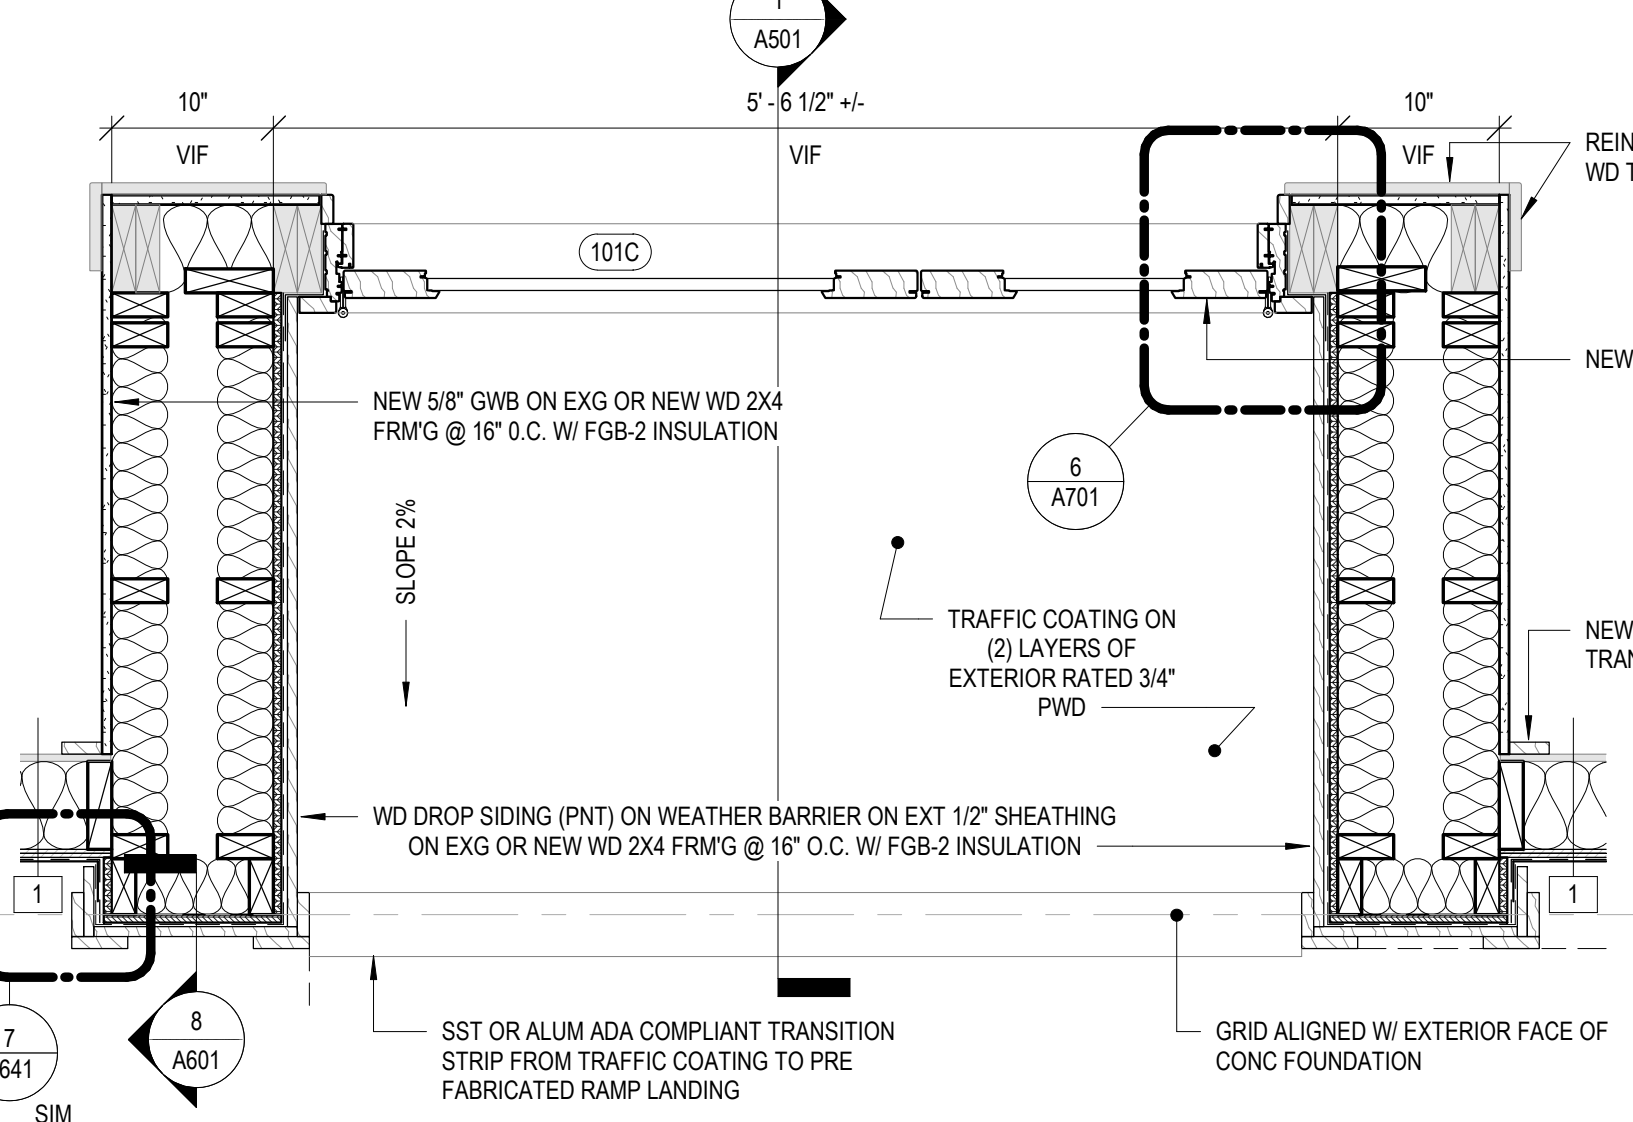 1
A501
10"
5' - 6 1/2" +/-
10"
VIF
VIF
VIF
REIN
WD T
101C
NEW
NEW 5/8" GWB ON EXG OR NEW WD 2X4
FRM'G @ 16" 0.C. W/ FGB-2 INSULATION
6
A701
SLOPE 2%
TRAFFIC COATING ON
(2) LAYERS OF
EXTERIOR RATED 3/4"
PWD
NEW
TRAN
WD DROP SIDING (PNT) ON WEATHER BARRIER ON EXT 1/2" SHEATHING
ON EXG OR NEW WD 2X4 FRM'G @ 16" O.C. W/ FGB-2 INSULATION
1
1
7
641
SIM
8
A601
SST OR ALUM ADA COMPLIANT TRANSITION
STRIP FROM TRAFFIC COATING TO PRE
FABRICATED RAMP LANDING
GRID ALIGNED W/ EXTERIOR FACE OF
CONC FOUNDATION